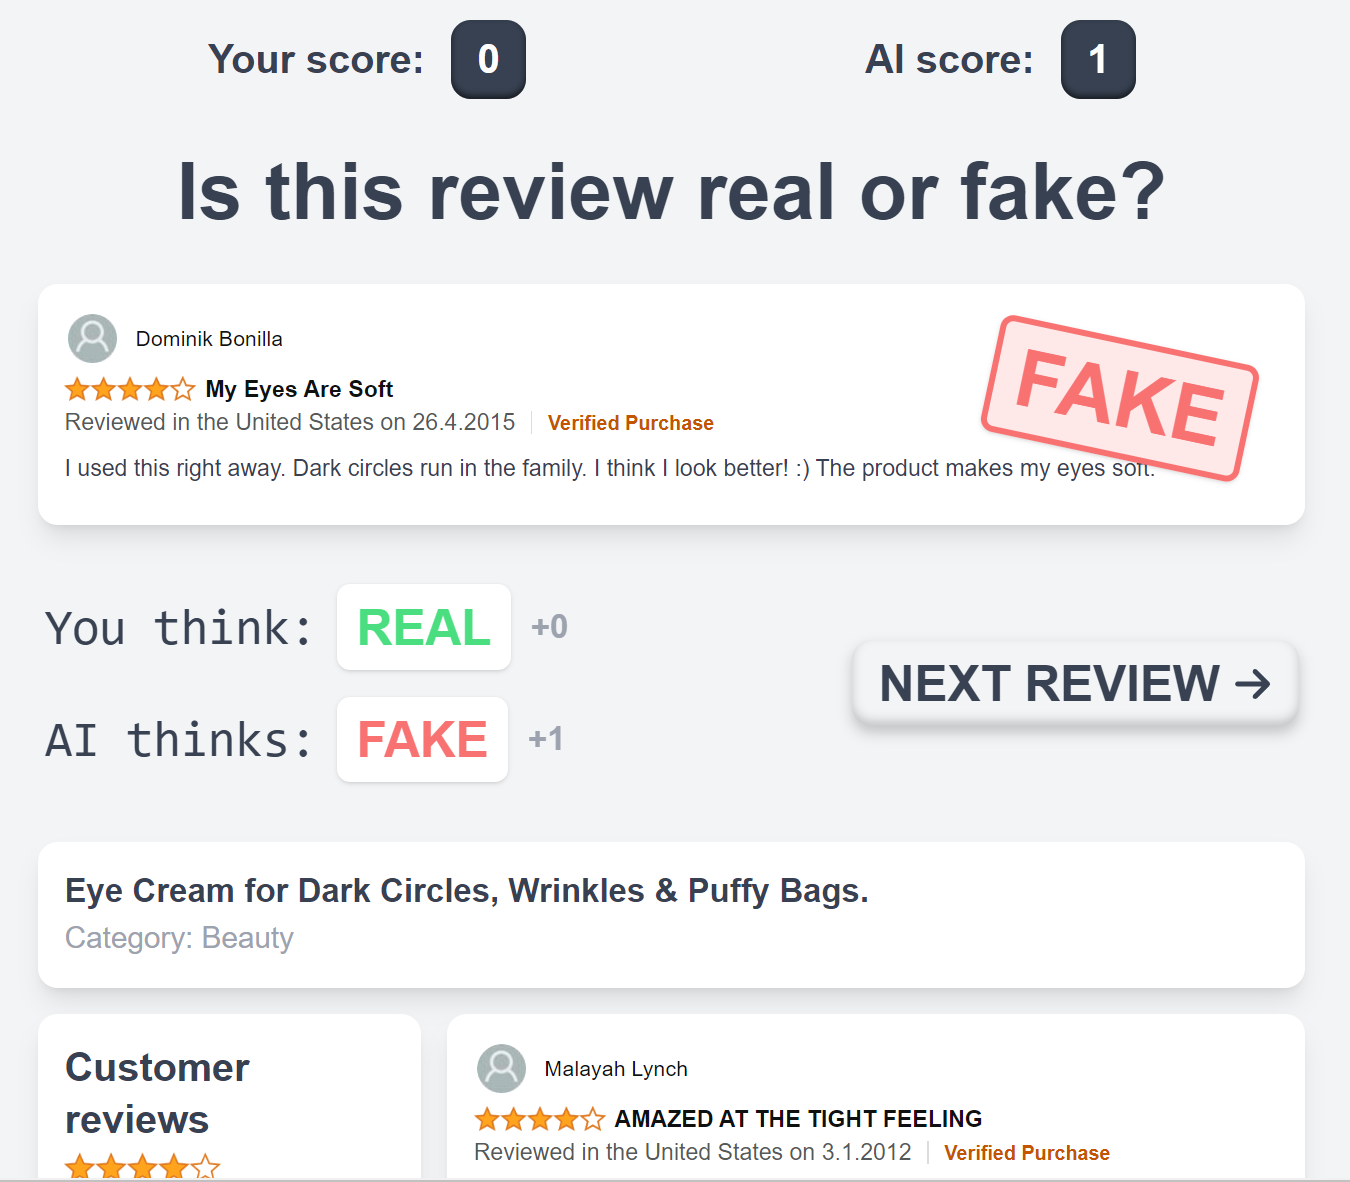 Your score: 0 AI score: 1
Is this review real or fake?
Dominik Bonilla
FAKE
My Eyes Are Soft
Reviewed in the United States on 26.4.2015 Verified Purchase
I used this right away. Dark circles run in the family. I think I look better! :) The product makes my eyes soft.
You think: REAL +0
NEXT REVIEW →
AI thinks: FAKE +1
Eye Cream for Dark Circles, Wrinkles & Puffy Bags.
Category: Beauty
Customer
reviews
Malayah Lynch
AMAZED AT THE TIGHT FEELING
Reviewed in the United States on 3.1.2012 Verified Purchase